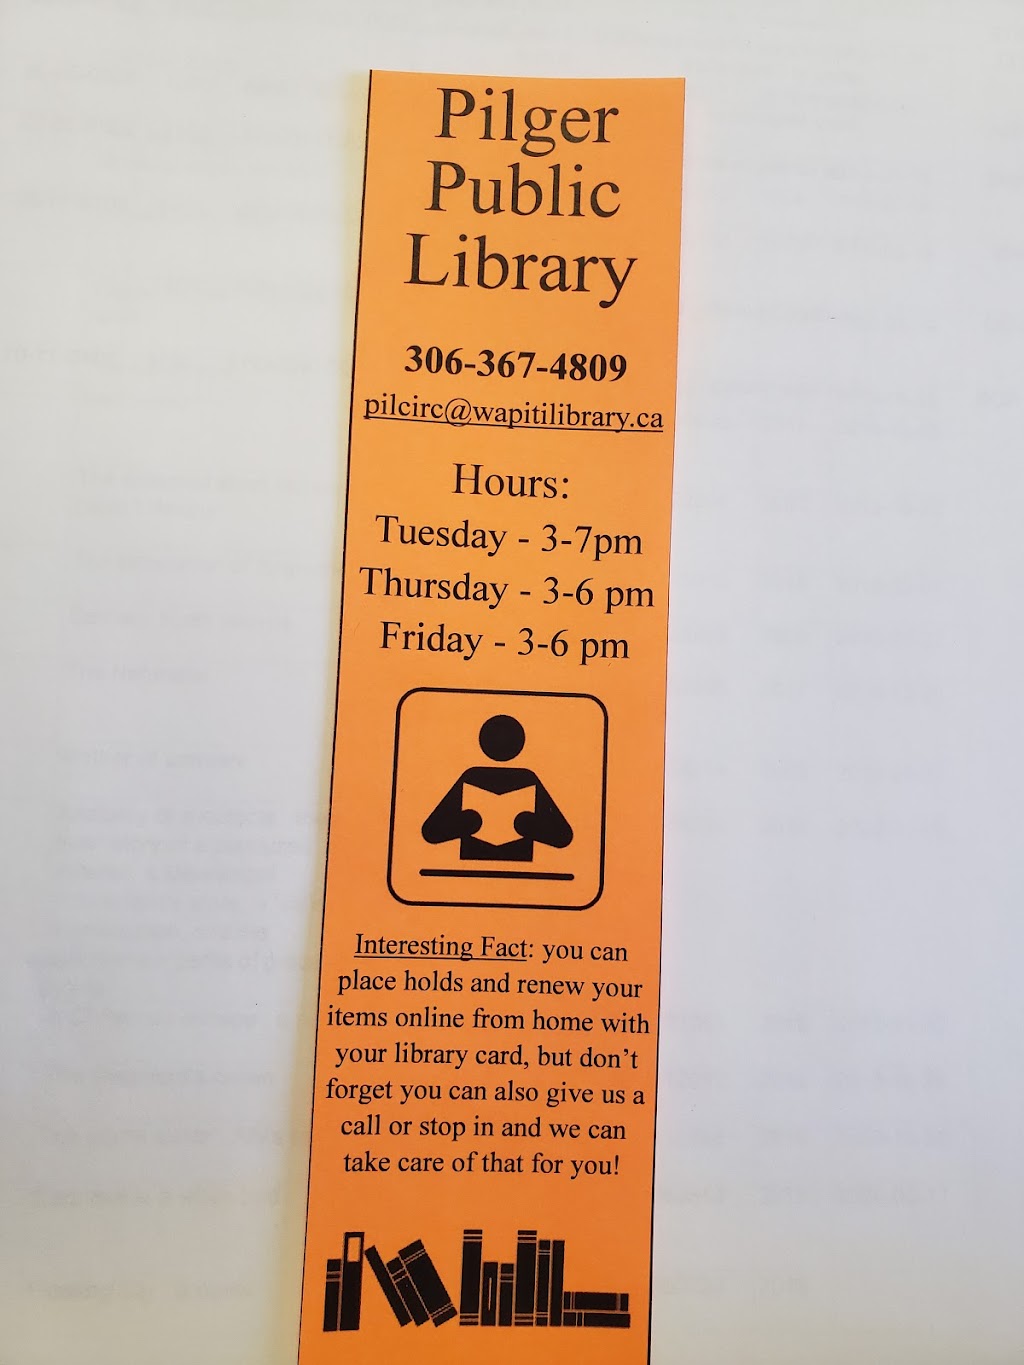 Pilger
Public
Library
306-367-4809
pilcirc@wapitilibrary.ca
Hours:
Tuesday - 3-7pm
Thursday - 3-6 pm
Friday - 3-6 pm
Interesting Fact: you can
place holds and renew your
items online from home with
your library card, but don't
forget you can also give us a
call or stop in and we can
take care of that for you!